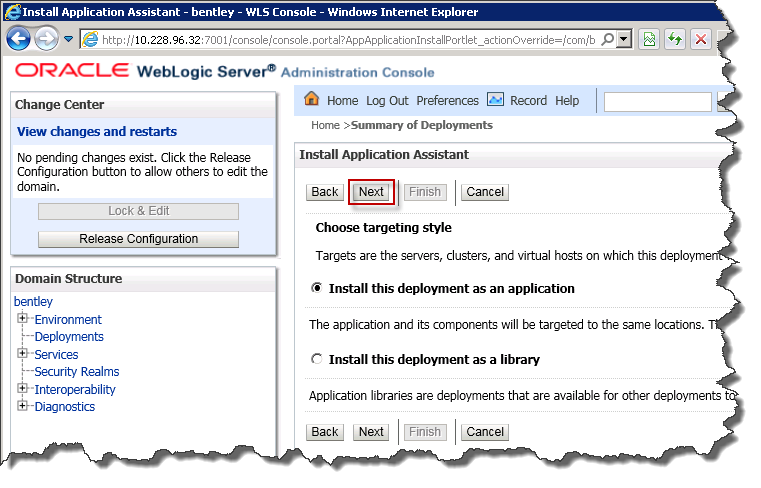 Install Application Assistant - bentley - WLS Console - Windows Internet Explorer
http://10.228.96.32:7001/console/console.portal?AppApplicationInstallPortlet_actionOverride=/com/b
ORACLE WebLogic Server® Administration Console
Change Center
View changes and restarts
No pending changes exist. Click the Release
Configuration button to allow others to edit the
domain.
Lock & Edit
Release Configuration
Domain Structure
bentley
Environment
Deployments
Services
Security Realms
Interoperability
Diagnostics
Home Log Out Preferences Record Help
Home >Summary of Deployments
Install Application Assistant
Back Next Finish Cancel
Choose targeting style
Targets are the servers, clusters, and virtual hosts on which this deployment
Install this deployment as an application
The application and its components will be targeted to the same locations.
Install this deployment as a library
Application libraries are deployments that are available for other deployments to
Back Next Finish Cancel